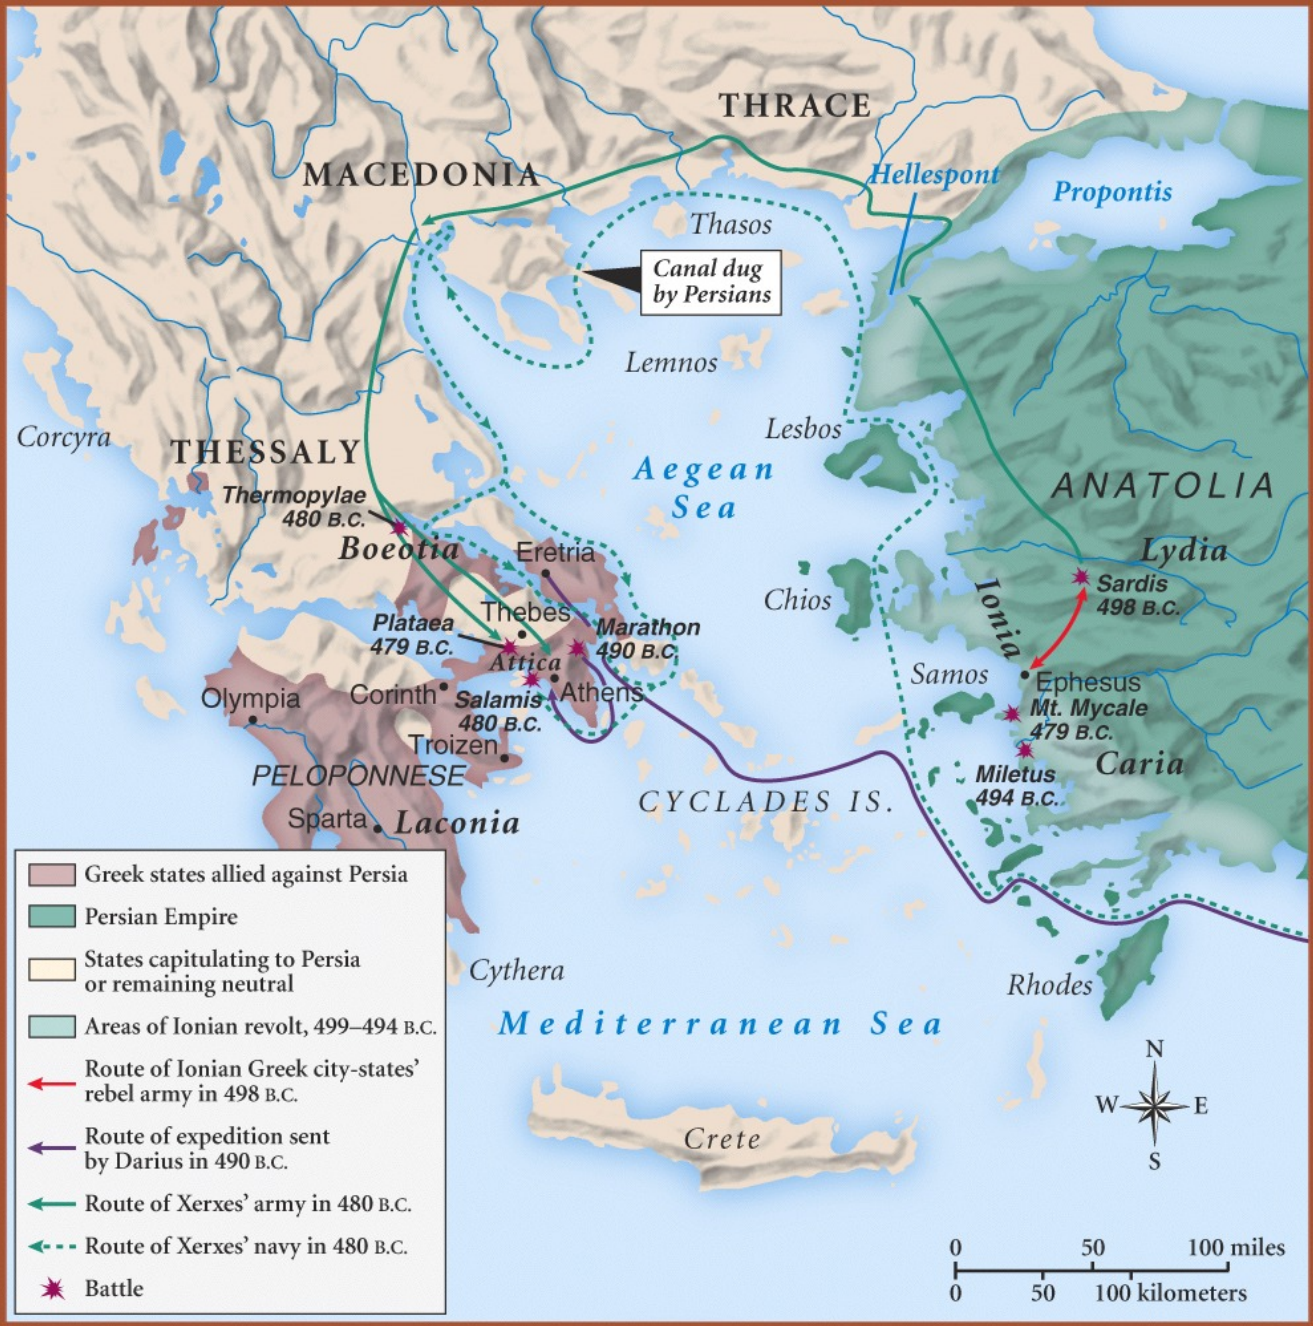 THRACE
MACEDONIA
Hellespont
Propontis
Thasos
Canal dug
by Persians
Lemnos
Corcyra
THESSALY
Lesbos
Aegean
Sea
ANATOLIA
Thermopylae
480 B.C.
Boeotia
Eretria
Lydia
Sardis
498 B.C.
Ionia
Chios
Thebes
Plataea
479 B.C.
Marathon
490 B.C.
Attica
Samos
Ephesus
Olympia
Corinth
Salamis
480 B.C.
Athens
Mt. Mycale
479 B.C.
Troizen
Caria
PELOPONNESE
Miletus
494 B.C.
CYCLADES IS.
Sparta
Laconia
Greek states allied against Persia
Persian Empire
States capitulating to Persia
or remaining neutral
Areas of Ionian revolt, 499–494 B.C.
Route of Ionian Greek city-states’
rebel army in 498 B.C.
Route of expedition sent
by Darius in 490 B.C.
Route of Xerxes’ army in 480 B.C.
Route of Xerxes’ navy in 480 B.C.
Battle
Cythera
Rhodes
Mediterranean Sea
Crete
N
W E
S
0 50 100 miles
0 50 100 kilometers